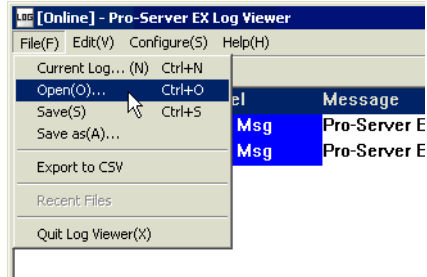 LOG [Online] - Pro-Server EX Log Viewer
File(F) Edit(V) Configure(S) Help(H)
Current Log... (N) Ctrl+N
Open(O)... Ctrl+O
el Message
Save(S) Ctrl+S
Msg Pro-Server E
Save as(A)...
Msg Pro-Server E
Export to CSV
Recent Files
Quit Log Viewer(X)